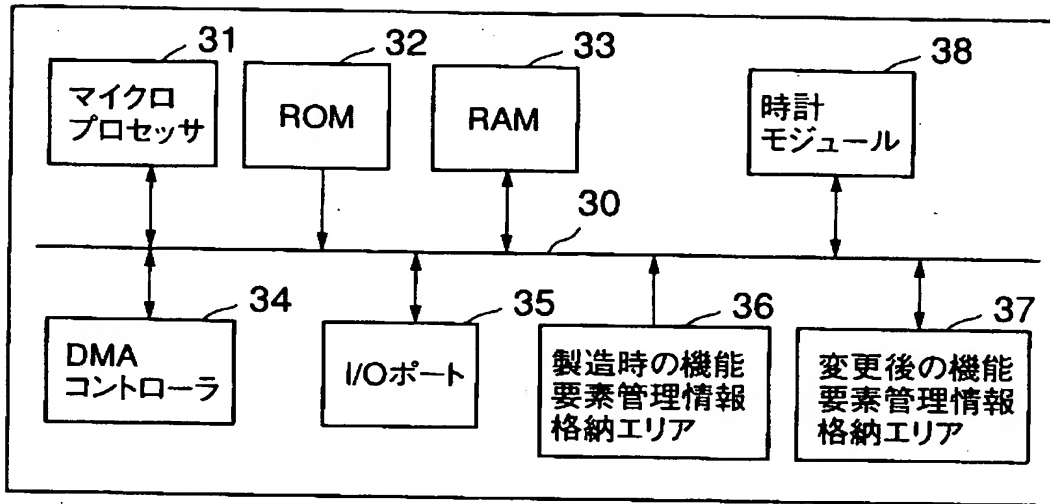 31
32
33
38
マイクロ
プロセッサ
ROM
RAM
時計
モジュール
30
34
35
36
37
DMA
コントローラ
I/Oポート
製造時の機能
要素管理情報
格納エリア
変更後の機能
要素管理情報
格納エリア